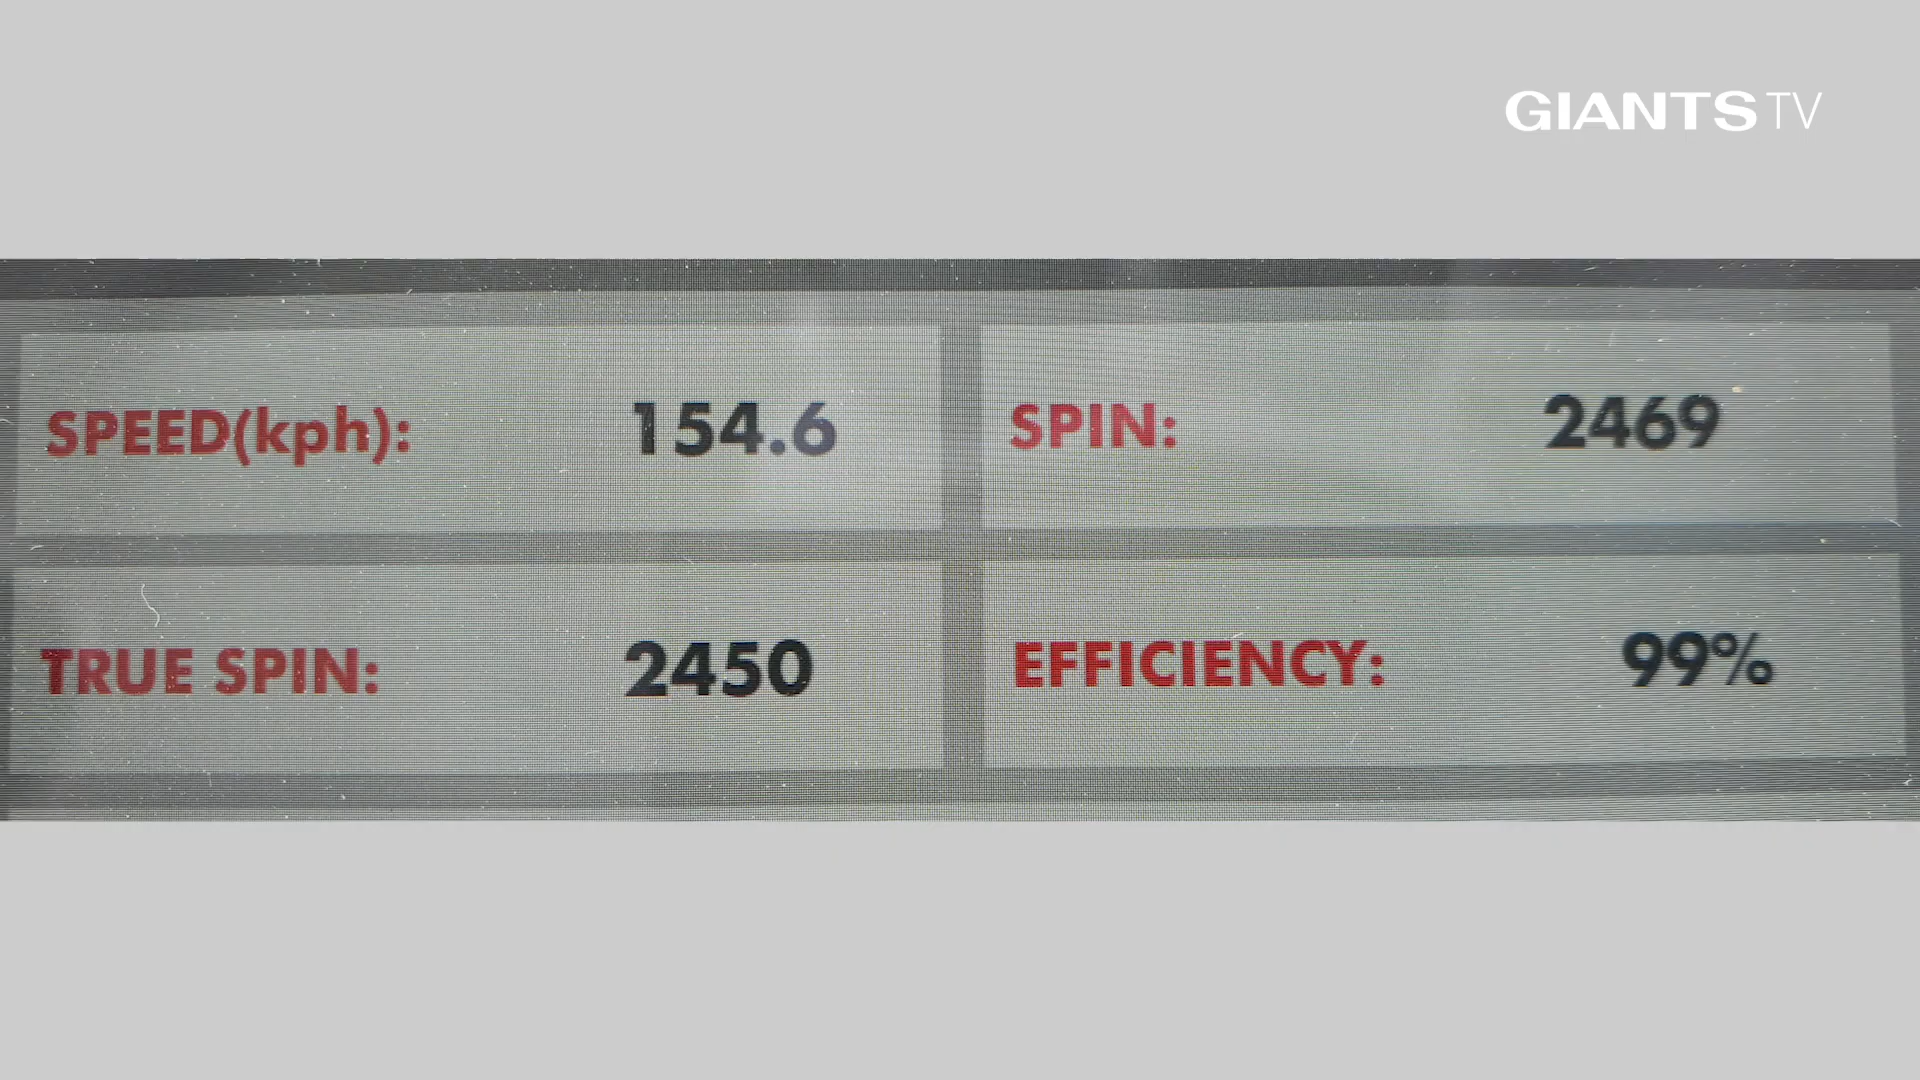 GIANTS TV
SPEED(kph): 154.6
SPIN: 2469
TRUE SPIN: 2450
EFFICIENCY: 99%